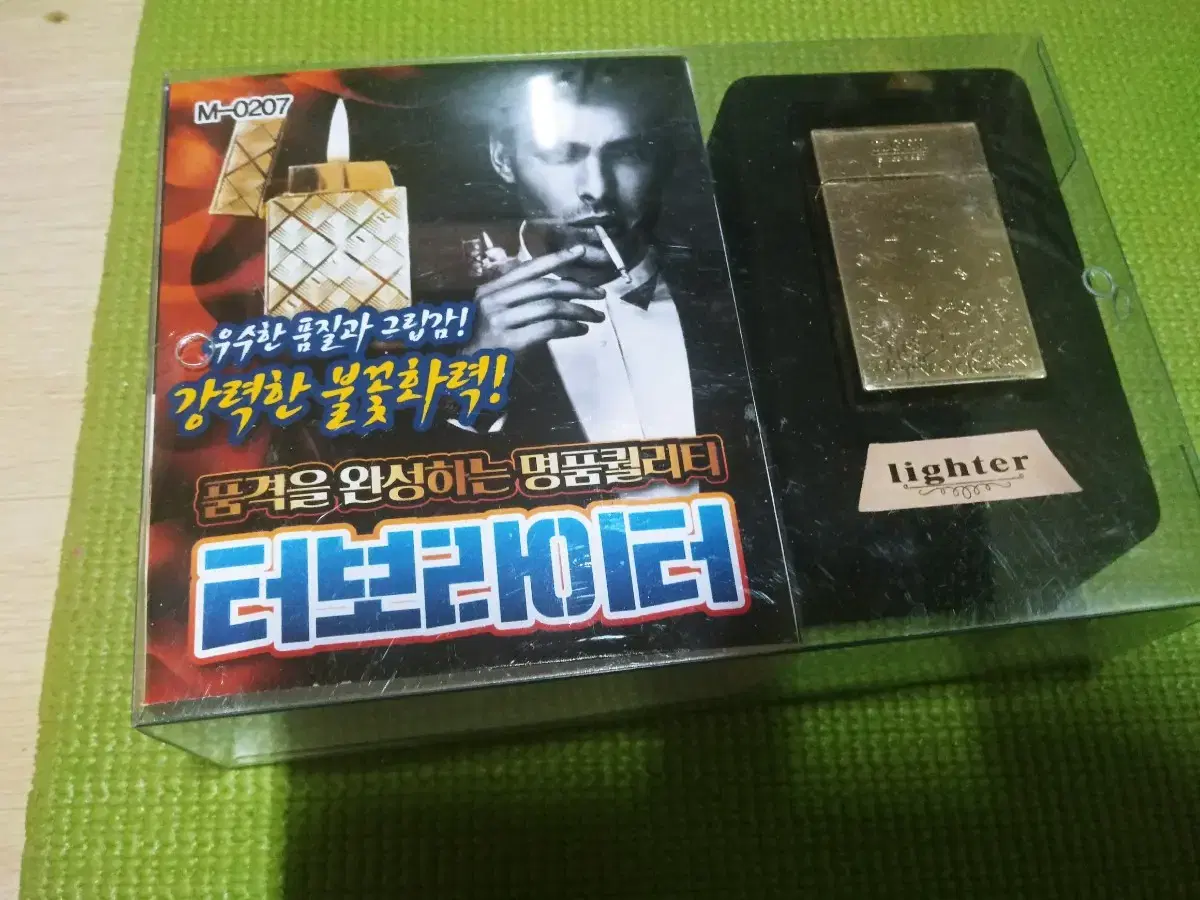 M-0207
우수한 품질과 그립감!
강력한 불꽃화력!
품격을 완성하는 명품퀄리티
터보라이터
lighter